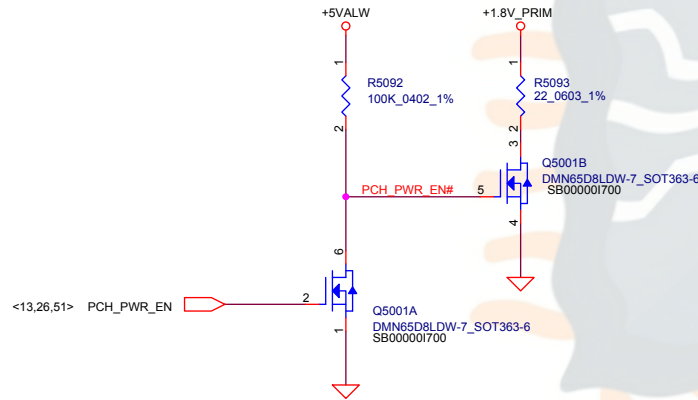 +5VALW
+1.8V_PRIM
1
1
R5092
100K_0402_1%
R5093
22_0603_1%
2
2
3
Q5001B
DMN65D8LDW-7_SOT363-6
SB00000I700
PCH_PWR_EN#
5
4
6
<13,26,51> PCH_PWR_EN
2
Q5001A
DMN65D8LDW-7_SOT363-6
SB00000I700
1